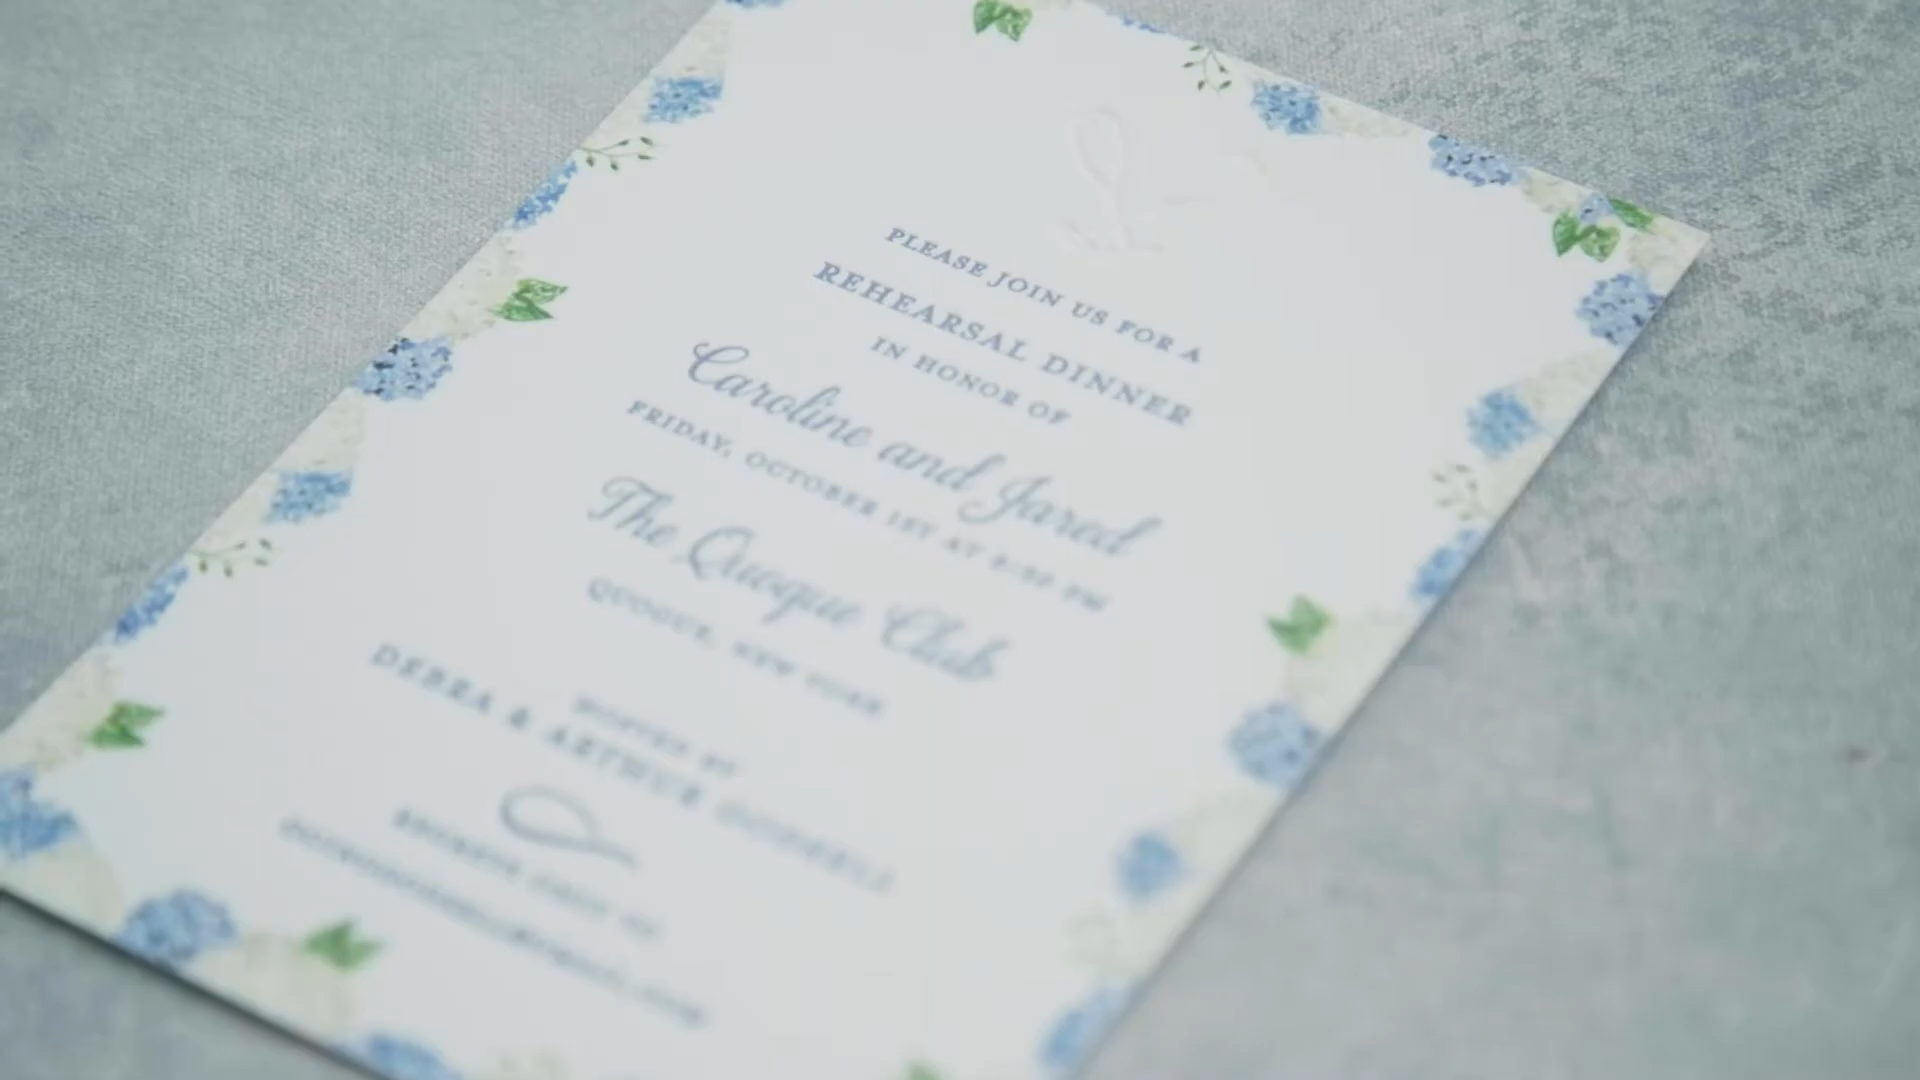 PLEASE JOIN US FOR A
REHEARSAL DINNER
IN HONOR OF
Caroline and Jared
FRIDAY, OCTOBER 1ST AT
The Quogue Club
QUOGUE, NEW YORK
HOSTED BY
DEBRA & ARTHUR